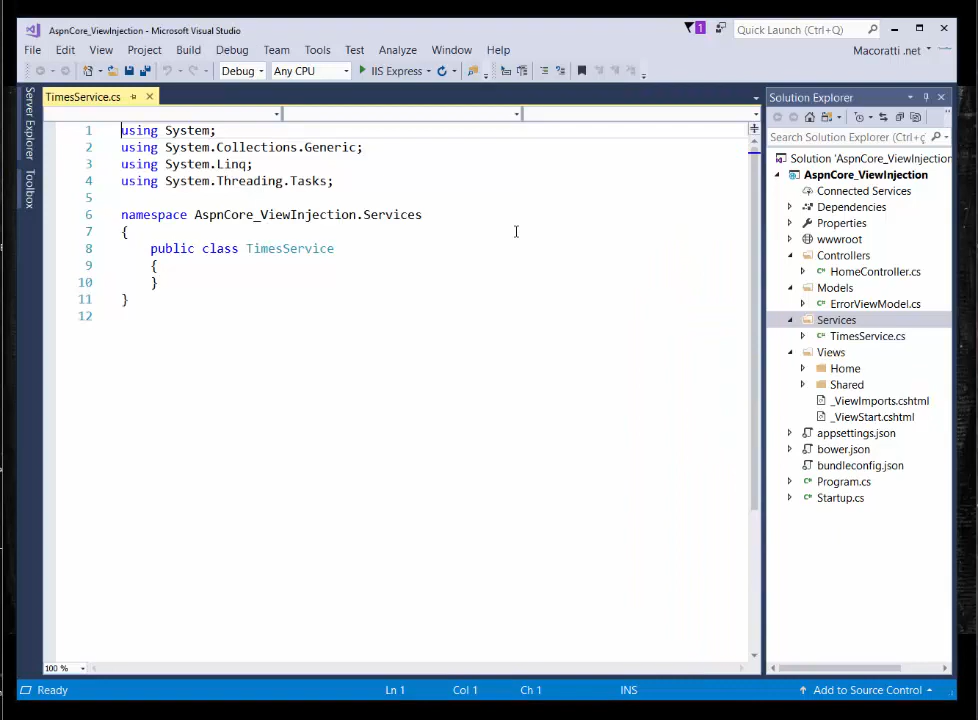 AspnCore_ViewInjection - Microsoft Visual Studio
1
Quick Launch (Ctrl+Q)
File Edit View Project Build Debug Team Tools Test Analyze Window Help
Macoratti .net
Debug Any CPU IIS Express
Server Explorer
Toolbox
TimesService.cs
1 using System;
2 using System.Collections.Generic;
3 using System.Linq;
4 using System.Threading.Tasks;
5
6 namespace AspnCore_ViewInjection.Services
7 {
8 public class TimesService
9 {
10 }
11 }
12
100 %
Solution Explorer
Search Solution Explorer (Ctrl+ç
Solution 'AspnCore_ViewInjection
AspnCore_ViewInjection
Connected Services
Dependencies
Properties
wwwroot
Controllers
HomeController.cs
Models
ErrorViewModel.cs
Services
TimesService.cs
Views
Home
Shared
_ViewImports.cshtml
_ViewStart.cshtml
appsettings.json
bower.json
bundleconfig.json
Program.cs
Startup.cs
Ready Ln 1 Col 1 Ch 1 INS Add to Source Control